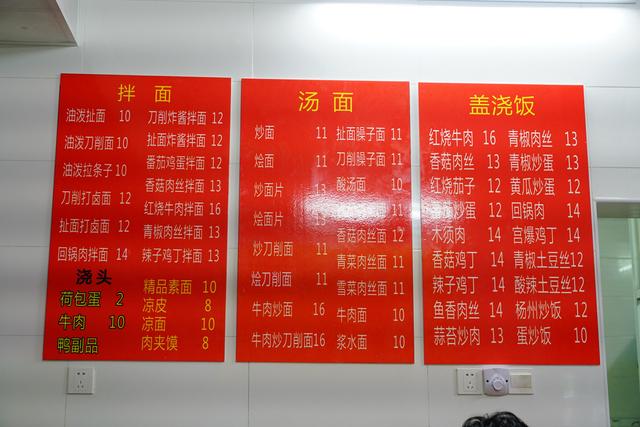 拌 面
油泼扯面 10 刀削炸酱拌面 12
油泼刀削面 10 扯面炸酱拌面 12
油泼拉条子 10 番茄鸡蛋拌面 12
刀削打卤面 12 香菇肉丝拌面 13
扯面打卤面 12 红烧牛肉拌面 16
回锅肉拌面 14 青椒肉丝拌面 13
辣子鸡丁拌面 13
浇头
荷包蛋 2 精品素面 10
牛肉 10 凉皮 8
鸭副品 凉面 10
肉夹馍 8
汤 面
炒面 11 扯面臊子面 11
烩面 11 刀削臊子面 11
炒面片 13 酸汤面 10
烩面片 11
炒刀削面 11 香菇肉丝面 12
烩刀削面 11 青菜肉丝面 11
牛肉炒面 16 雪菜肉丝面 11
牛肉炒刀削面16 牛肉面 10
浆水面 10
盖浇饭
红烧牛肉 16 青椒肉丝 13
香菇肉丝 13 青椒炒蛋 13
红烧茄子 12 黄瓜炒蛋 12
番茄炒蛋 12 回锅肉 14
木须肉 14 宫爆鸡丁 14
香菇鸡丁 14 青椒土豆丝12
辣子鸡丁 14 酸辣土豆丝12
鱼香肉丝 14 杨州炒饭 12
蒜苔炒肉 13 蛋炒饭 10